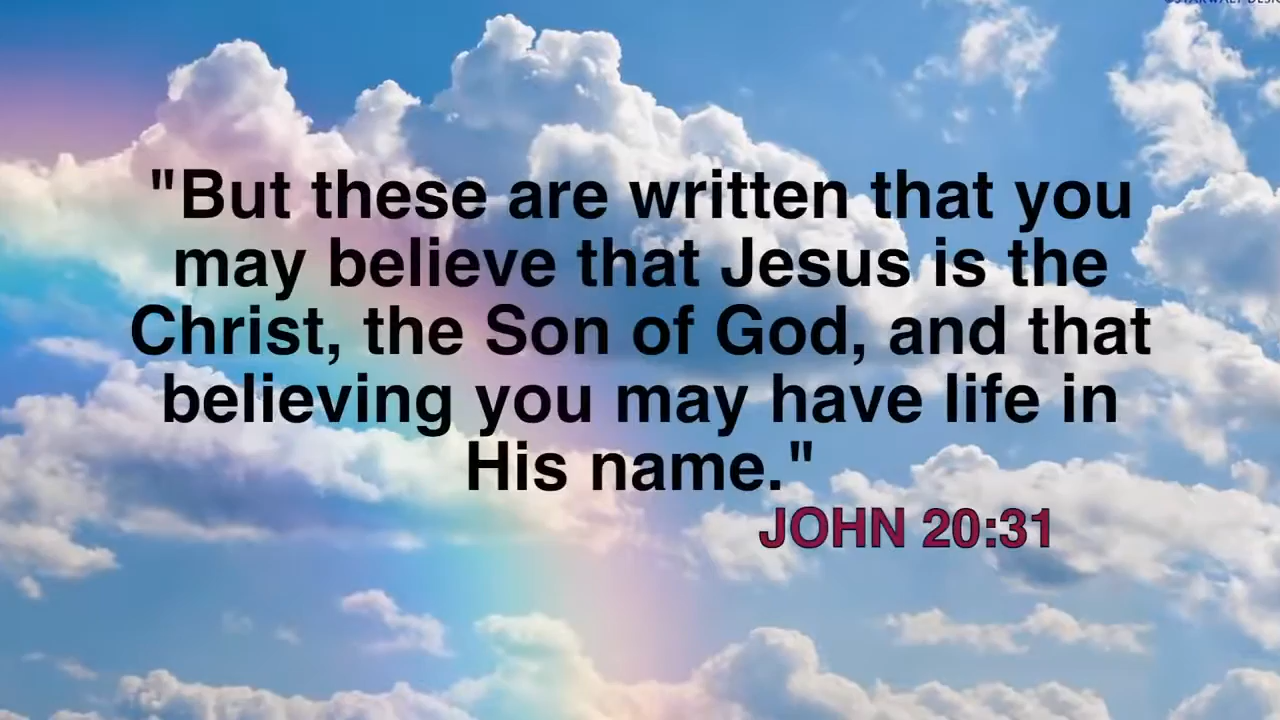 "But these are written that you
may believe that Jesus is the
Christ, the Son of God, and that
believing you may have life in
His name."
JOHN 20:31